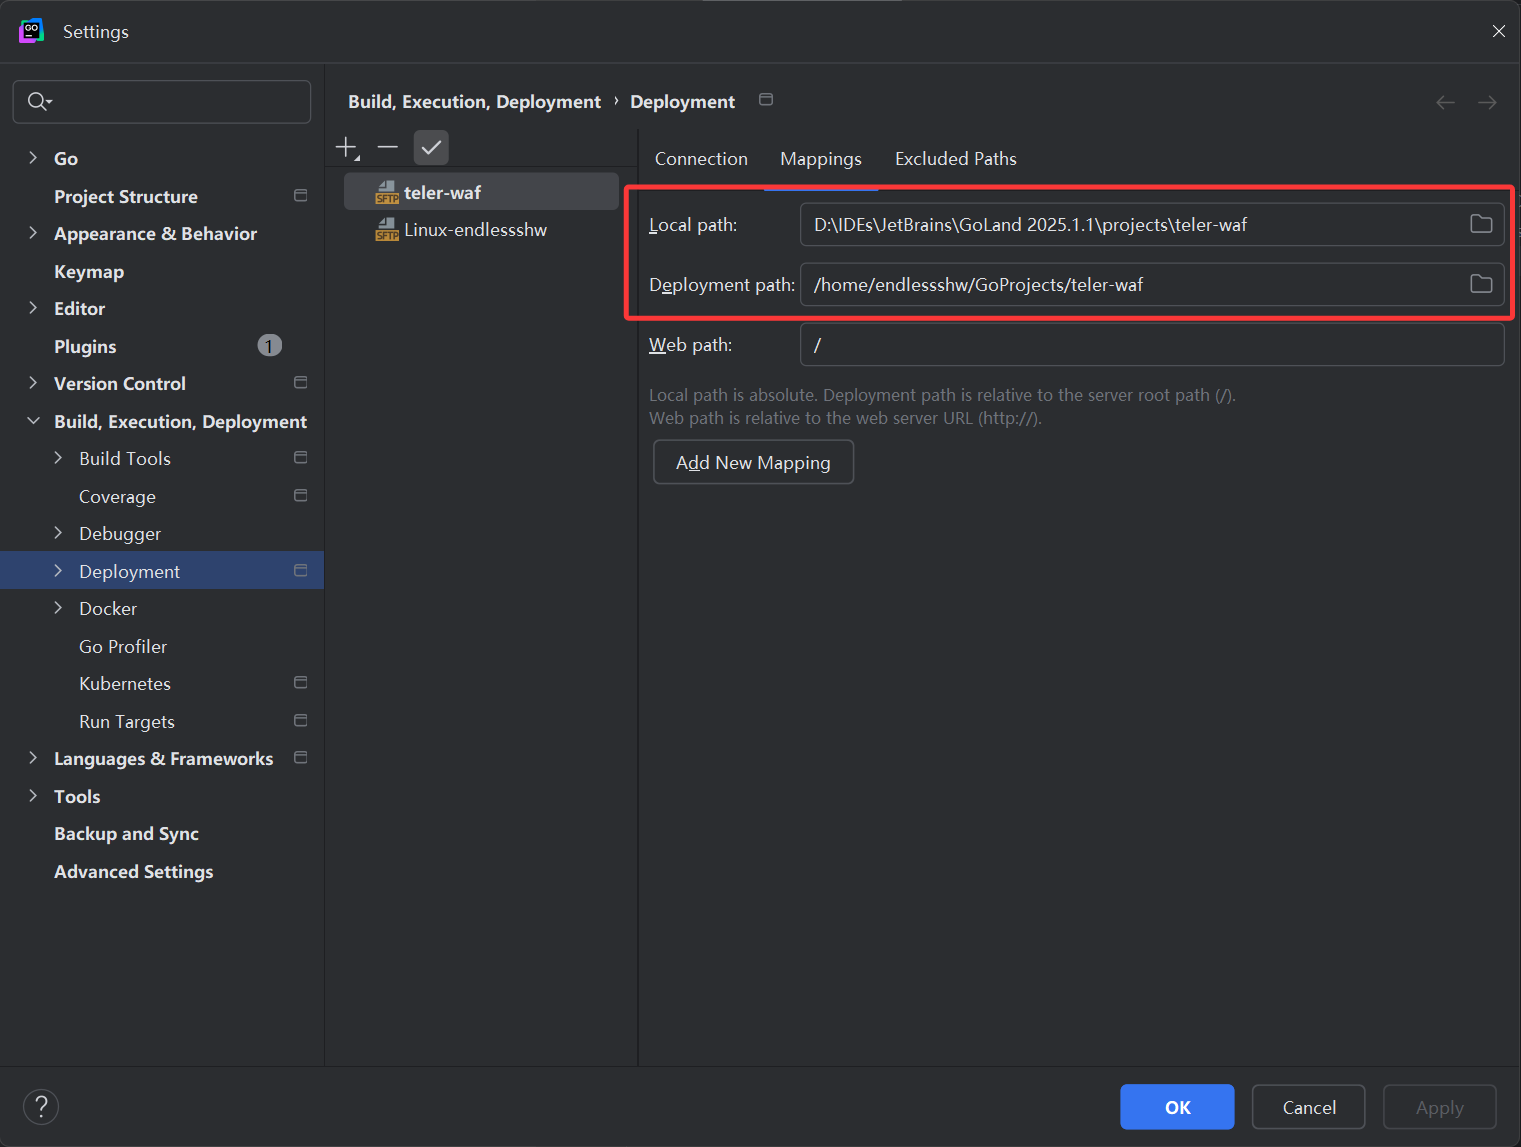 GO
Settings
Go
Project Structure
Appearance & Behavior
Keymap
Editor
Plugins 1
Version Control
Build, Execution, Deployment
Build Tools
Coverage
Debugger
Deployment
Docker
Go Profiler
Kubernetes
Run Targets
Languages & Frameworks
Tools
Backup and Sync
Advanced Settings
Build, Execution, Deployment › Deployment
SFTP teler-waf
SFTP Linux-endlessshw
Connection Mappings Excluded Paths
Local path: D:\IDEs\JetBrains\GoLand 2025.1.1\projects\teler-waf
Deployment path: /home/endlessshw/GoProjects/teler-waf
Web path: /
Local path is absolute. Deployment path is relative to the server root path (/).
Web path is relative to the web server URL (http://).
Add New Mapping
?
OK Cancel Apply